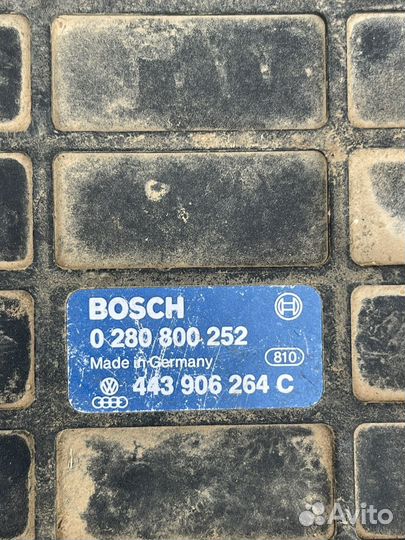 BOSCH
0 280 800 252
Made in Germany 810
443 906 264 C
Avito